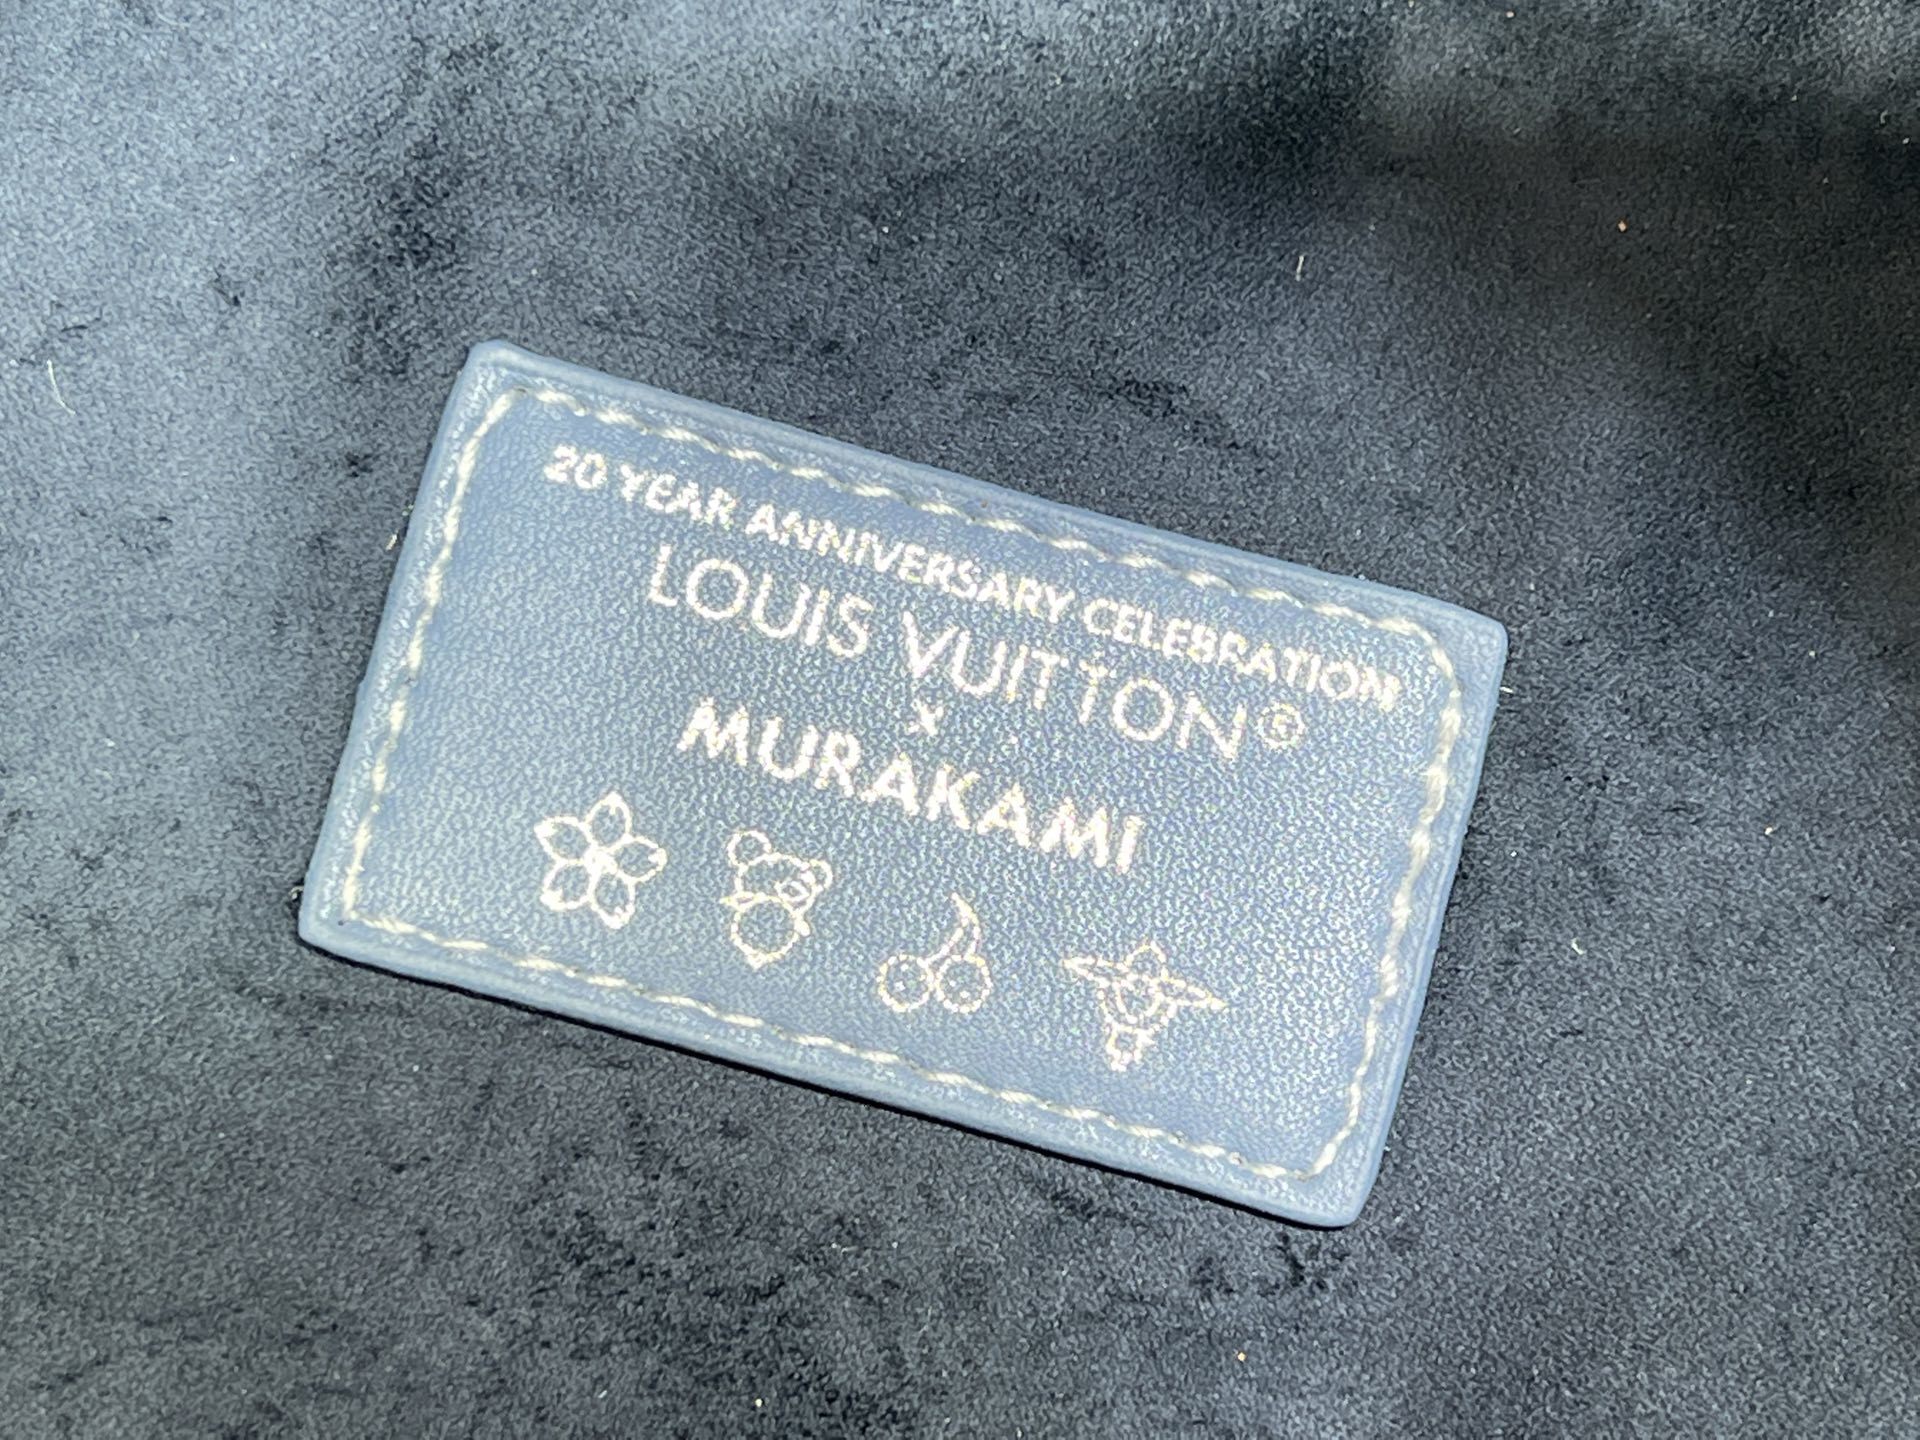 20 YEAR ANNIVERSARY CELEBRATION
LOUIS VUITTON®
x
MURAKAMI